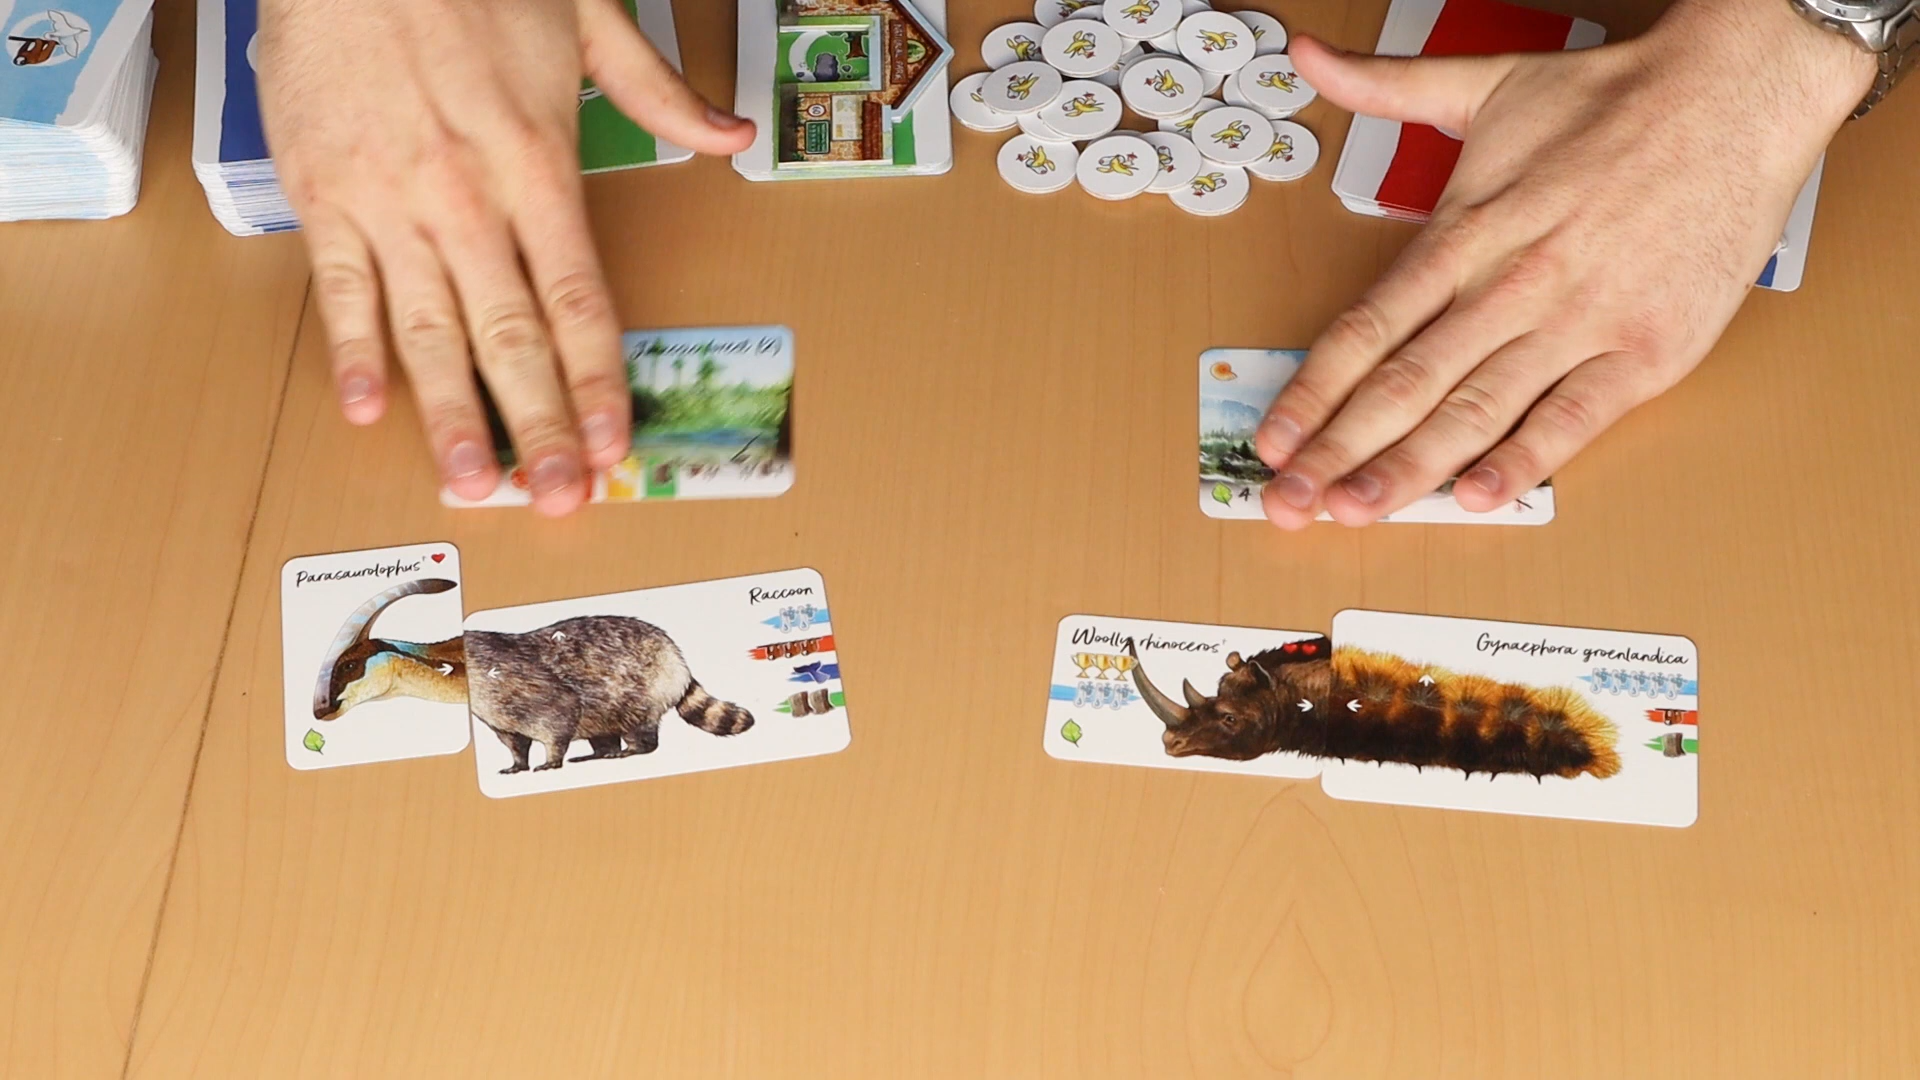 4
Parasaurolophus†
Raccoon
Woolly rhinoceros†
Gynaephora groenlandica